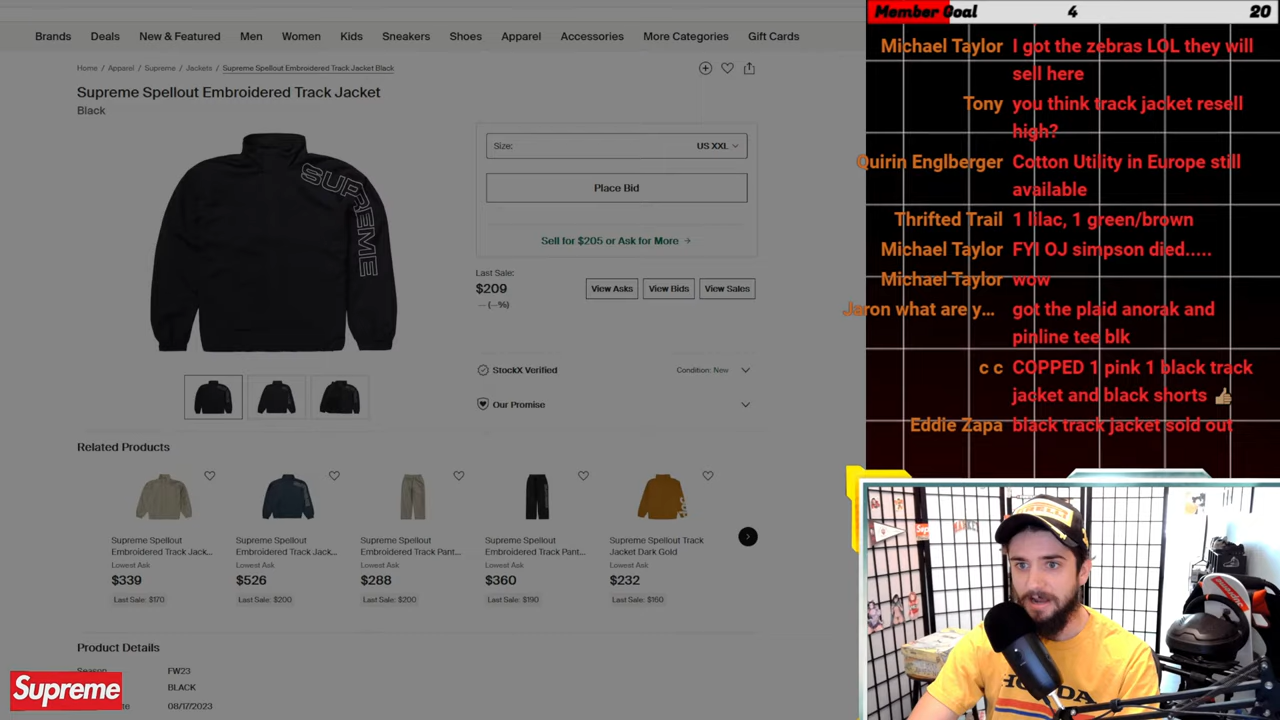 Brands Deals New & Featured Men Women Kids Sneakers Shoes Apparel Accessories More Categories Gift Cards
Home / Apparel / Supreme / Jackets / Supreme Spellout Embroidered Track Jacket Black
Supreme Spellout Embroidered Track Jacket
Black
SUPREME
Size: US XXL
Place Bid
Sell for $205 or Ask for More →
Last Sale:
$209
-- (--%)
View Asks View Bids View Sales
StockX Verified Condition: New
Our Promise
Related Products
Supreme Spellout
Embroidered Track Jack...
Lowest Ask
$339
Last Sale: $170
Supreme Spellout
Embroidered Track Jack...
Lowest Ask
$526
Last Sale: $200
Supreme Spellout
Embroidered Track Pant...
Lowest Ask
$288
Last Sale: $200
Supreme Spellout
Embroidered Track Pant...
Lowest Ask
$360
Last Sale: $190
Supreme Spellout Track
Jacket Dark Gold
Lowest Ask
$232
Last Sale: $160
Product Details
Season FW23
BLACK
08/17/2023
Supreme
Member Goal 4 20
Michael Taylor I got the zebras LOL they will
sell here
Tony you think track jacket resell
high?
Quirin Englberger Cotton Utility in Europe still
available
Thrifted Trail 1 lilac, 1 green/brown
Michael Taylor FYI OJ simpson died.....
Michael Taylor wow
Jaron what are y... got the plaid anorak and
pinline tee blk
c c COPPED 1 pink 1 black track
jacket and black shorts 👍🏽
Eddie Zapa black track jacket sold out
HONDA